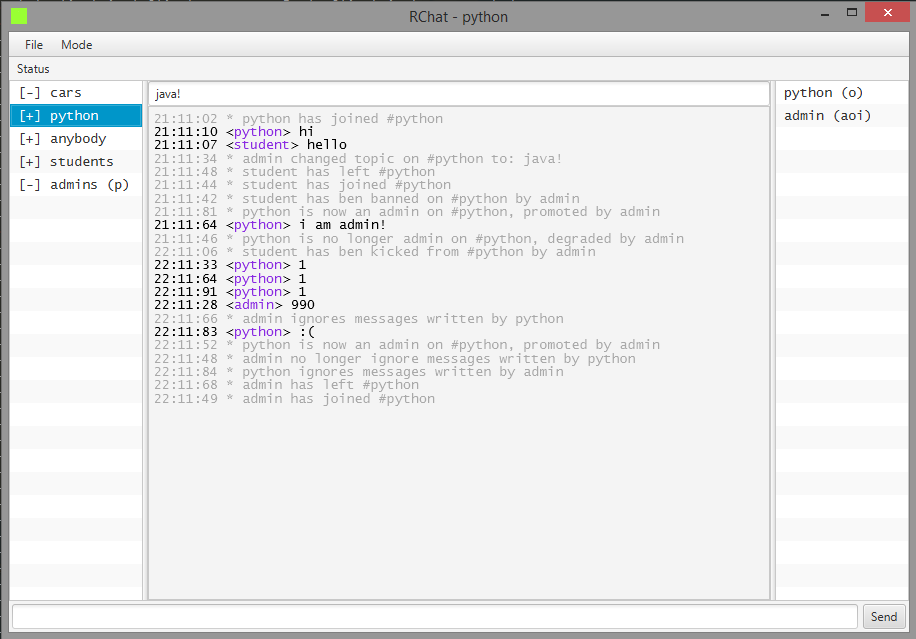 RChat - python
File Mode
Status
[-] cars
[+] python
[+] anybody
[+] students
[-] admins (p)
java!
21:11:02 * python has joined #python
21:11:10 <python> hi
21:11:07 <student> hello
21:11:34 * admin changed topic on #python to: java!
21:11:48 * student has left #python
21:11:44 * student has joined #python
21:11:42 * student has ben banned on #python by admin
21:11:81 * python is now an admin on #python, promoted by admin
21:11:64 <python> i am admin!
21:11:46 * python is no longer admin on #python, degraded by admin
22:11:06 * student has ben kicked from #python by admin
22:11:33 <python> 1
22:11:64 <python> 1
22:11:91 <python> 1
22:11:28 <admin> 990
22:11:66 * admin ignores messages written by python
22:11:83 <python> :(
22:11:52 * python is now an admin on #python, promoted by admin
22:11:48 * admin no longer ignore messages written by python
22:11:84 * python ignores messages written by admin
22:11:68 * admin has left #python
22:11:49 * admin has joined #python
python (o)
admin (aoi)
Send